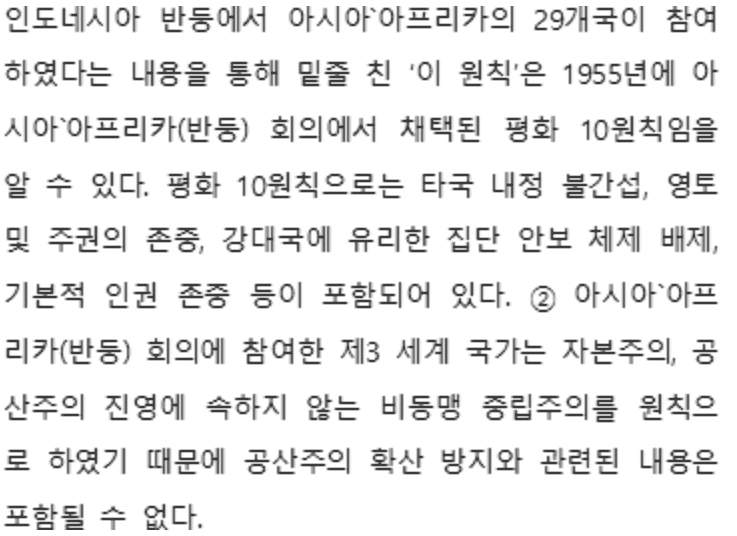 인도네시아 반둥에서 아시아`아프리카의 29개국이 참여
하였다는 내용을 통해 밑줄 친 ‘이 원칙’은 1955년에 아
시아`아프리카(반둥) 회의에서 채택된 평화 10원칙임을
알 수 있다. 평화 10원칙으로는 타국 내정 불간섭, 영토
및 주권의 존중, 강대국에 유리한 집단 안보 체제 배제,
기본적 인권 존중 등이 포함되어 있다. ② 아시아`아프
리카(반둥) 회의에 참여한 제3 세계 국가는 자본주의, 공
산주의 진영에 속하지 않는 비동맹 중립주의를 원칙으
로 하였기 때문에 공산주의 확산 방지와 관련된 내용은
포함될 수 없다.